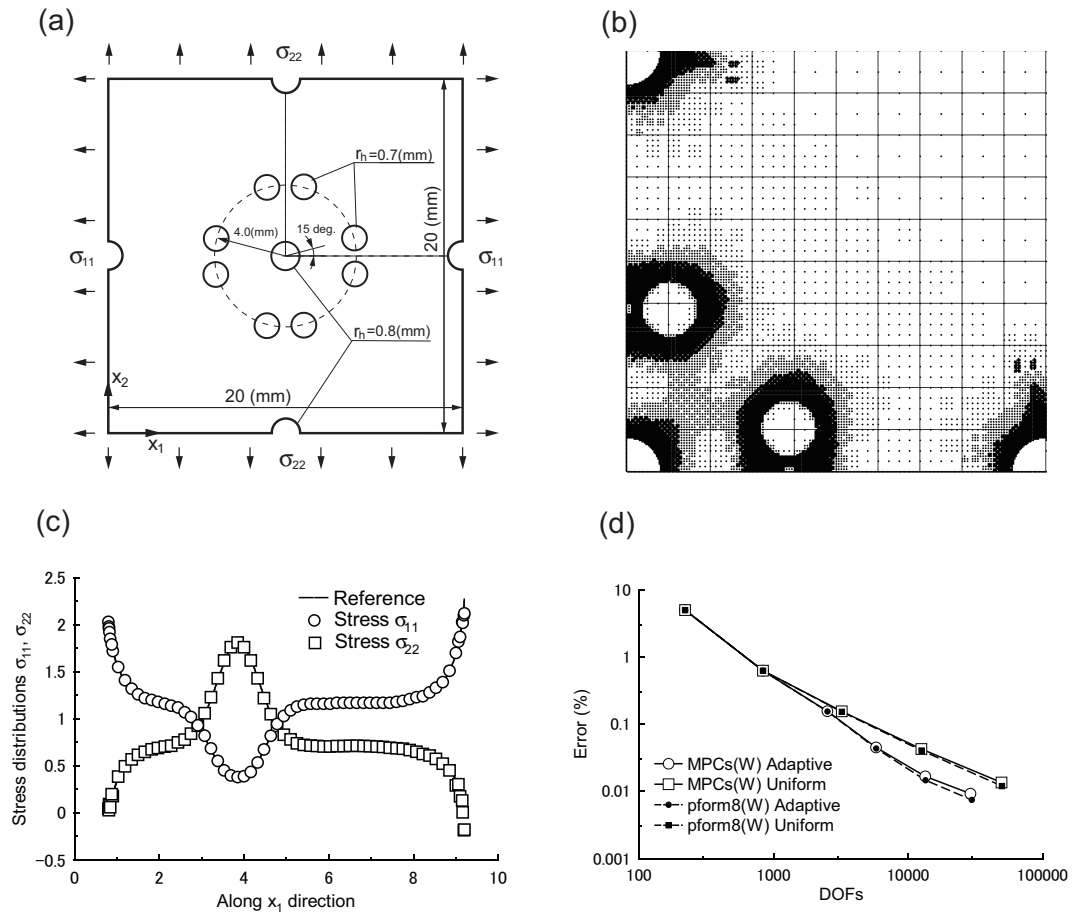 (a)
σ22
rh=0.7(mm)
4.0(mm)
15 deg.
20 (mm)
σ11
σ11
rh=0.8(mm)
x2
20 (mm)
x1
σ22
(b)
(c)
Stress distributions σ11, σ22
2.5
2
1.5
1
0.5
0
−0.5
0
2
4
6
8
10
Along x1 direction
Reference
Stress σ11
Stress σ22
(d)
Error (%)
10
1
0.1
0.01
0.001
100
1000
10000
100000
DOFs
MPCs(W) Adaptive
MPCs(W) Uniform
pform8(W) Adaptive
pform8(W) Uniform